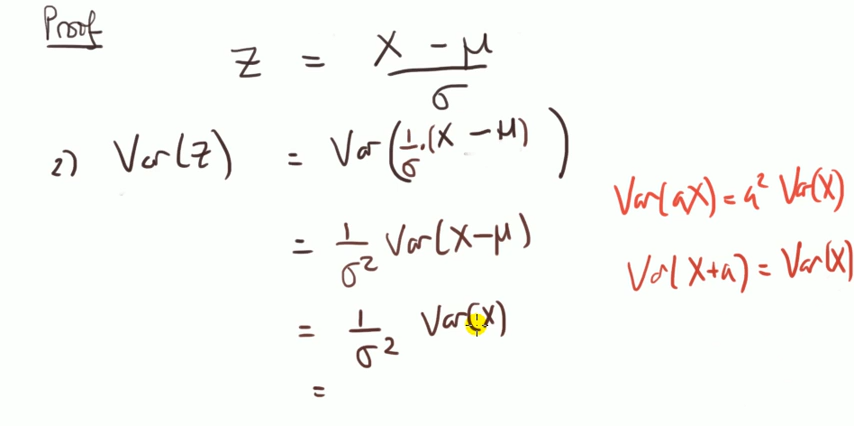 Proof
Z = X - μ / σ
2) Var(Z) = Var(1/σ.(X - μ))
= 1/σ² Var(X-μ)
= 1/σ² Var(X)
=
Var(aX) = a² Var(X)
Var(X+a) = Var(X)